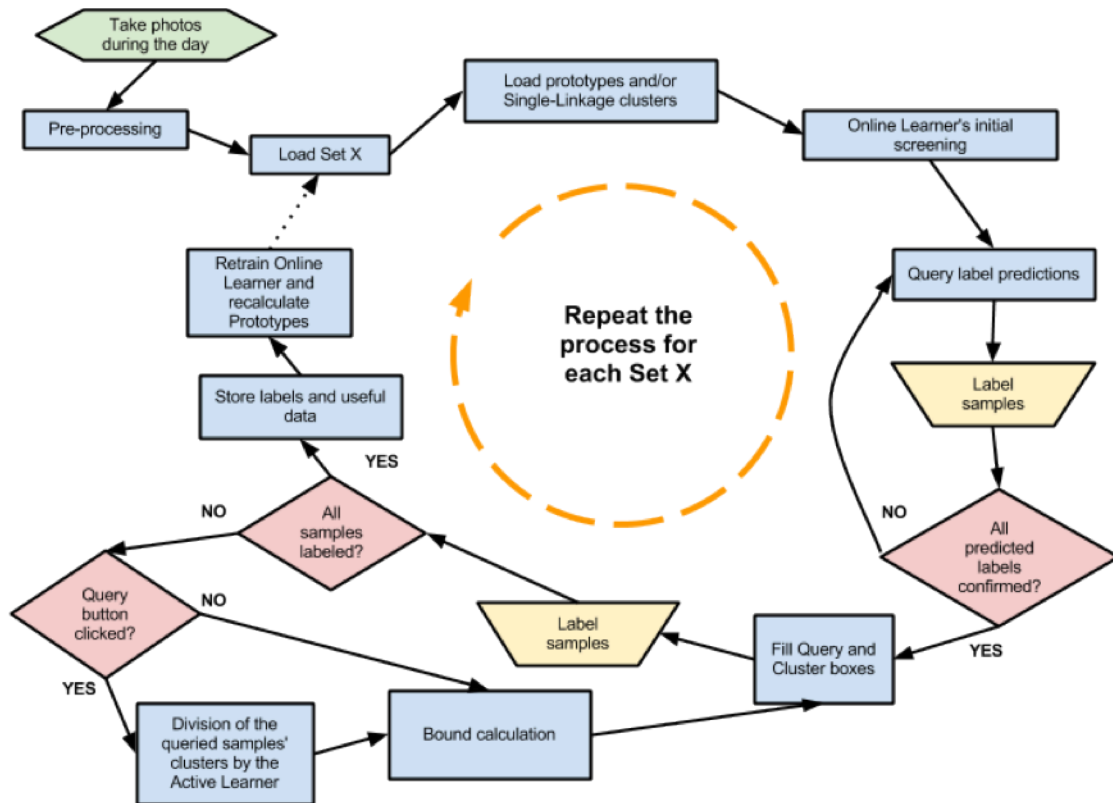 Take photos
during the day
Pre-processing
Load Set X
Load prototypes and/or
Single-Linkage clusters
Online Learner's initial
screening
Query label predictions
Label
samples
All
predicted
labels
confirmed?
NO
YES
Fill Query and
Cluster boxes
Label
samples
All
samples
labeled?
YES
NO
Store labels and useful
data
Retrain Online
Learner and
recalculate
Prototypes
Query
button
clicked?
NO
YES
Division of the
queried samples'
clusters by the
Active Learner
Bound calculation
Repeat the
process for
each Set X